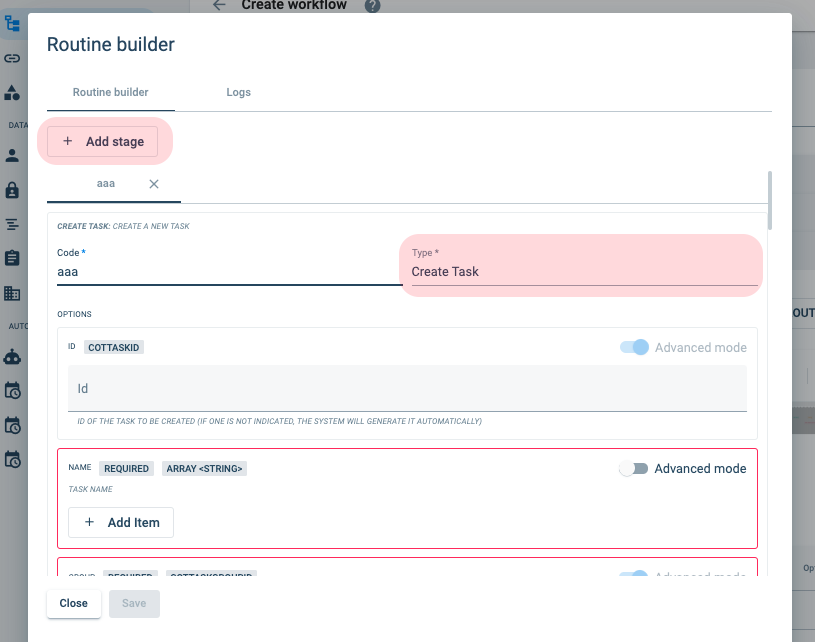 Create workflow
Routine builder
Routine builder
Logs
DATA
+ Add stage
aaa
CREATE TASK: CREATE A NEW TASK
Code *
Type *
aaa
Create Task
OPTIONS
OUT
AUTO
ID COTTASKID
Advanced mode
Id
ID OF THE TASK TO BE CREATED (IF ONE IS NOT INDICATED, THE SYSTEM WILL GENERATE IT AUTOMATICALLY)
NAME REQUIRED ARRAY <STRING>
Advanced mode
TASK NAME
+ Add Item
GROUP REQUIRED COTTASKGROUPID
Advanced mode
Op
Close
Save